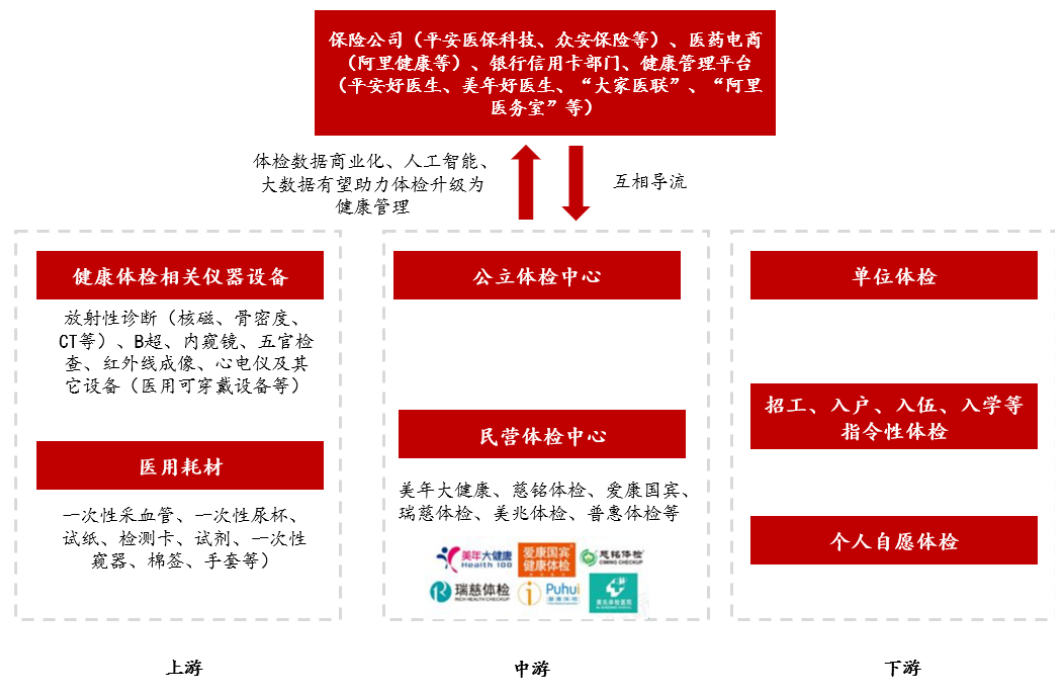 保险公司（平安医保科技、众安保险等）、医药电商
（阿里健康等）、银行信用卡部门、健康管理平台
（平安好医生、美年好医生、“大家医联”、“阿里
医务室”等）
体检数据商业化、人工智能、
大数据有望助力体检升级为
健康管理
互相导流
健康体检相关仪器设备
放射性诊断（核磁、骨密度、
CT等）、B超、内窥镜、五官检
查、红外线成像、心电仪及其
它设备（医用可穿戴设备等）
医用耗材
一次性采血管、一次性尿杯、
试纸、检测卡、试剂、一次性
窥器、棉签、手套等）
上游
公立体检中心
民营体检中心
美年大健康、慈铭体检、爱康国宾、
瑞慈体检、美兆体检、普惠体检等
美年大健康
Health 100
爱康国宾
健康体检
慈铭体检
CIMING CHECKUP
瑞慈体检
RICH HEALTH CHECKUP
Puhui
中游
单位体检
招工、入户、入伍、入学等
指令性体检
个人自愿体检
下游